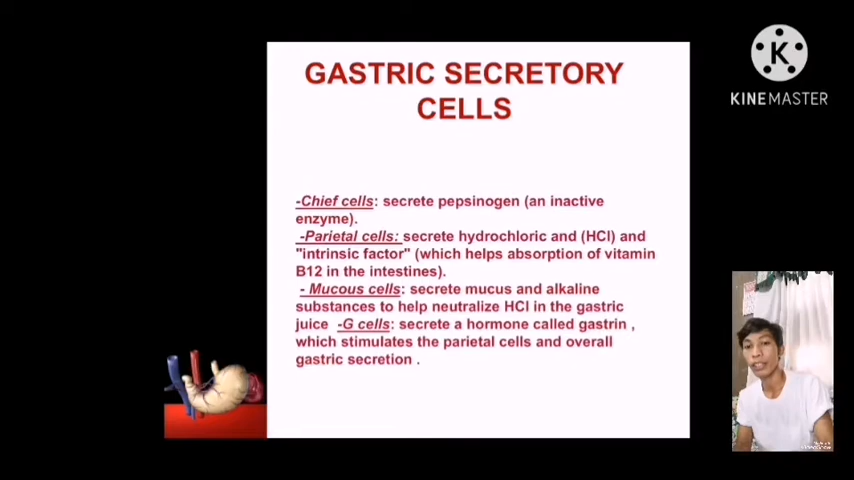 GASTRIC SECRETORY
CELLS
-Chief cells: secrete pepsinogen (an inactive
enzyme).
-Parietal cells: secrete hydrochloric and (HCl) and
"intrinsic factor" (which helps absorption of vitamin
B12 in the intestines).
- Mucous cells: secrete mucus and alkaline
substances to help neutralize HCl in the gastric
juice -G cells: secrete a hormone called gastrin ,
which stimulates the parietal cells and overall
gastric secretion .
K
KINEMASTER